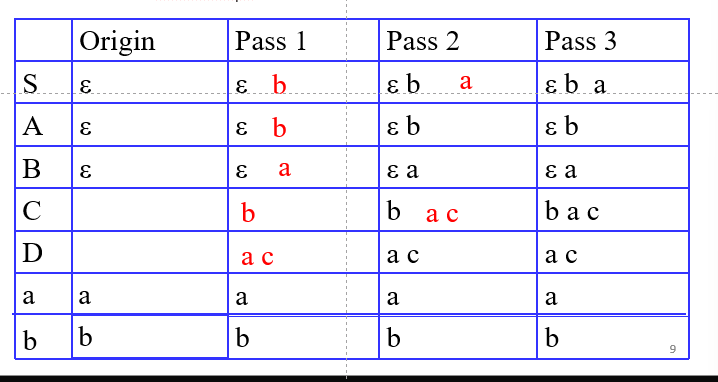 Origin Pass 1 Pass 2 Pass 3
S ε ε b ε b a ε b a
A ε ε b ε b ε b
B ε ε a ε a ε a
C b b a c b a c
D a c a c a c
a a a a a
b b b b b
9